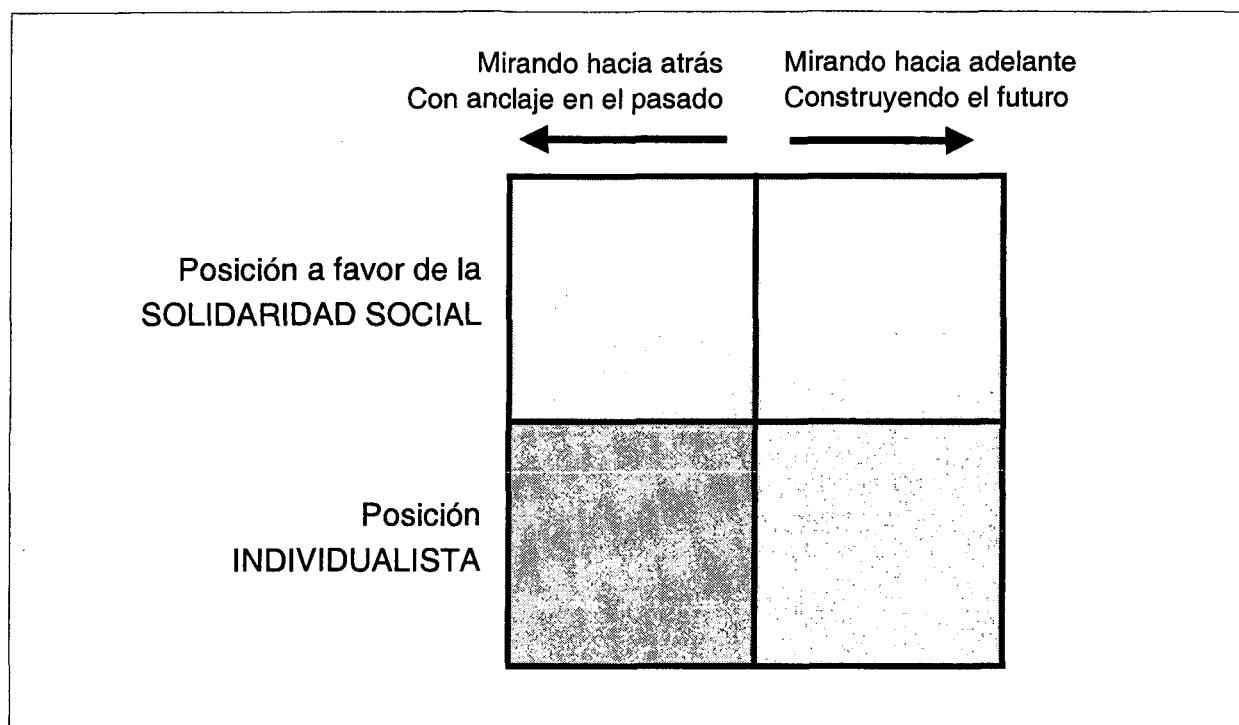 Mirando hacia atrás
Con anclaje en el pasado
Mirando hacia adelante
Construyendo el futuro
Posición a favor de la
SOLIDARIDAD SOCIAL
Posición
INDIVIDUALISTA